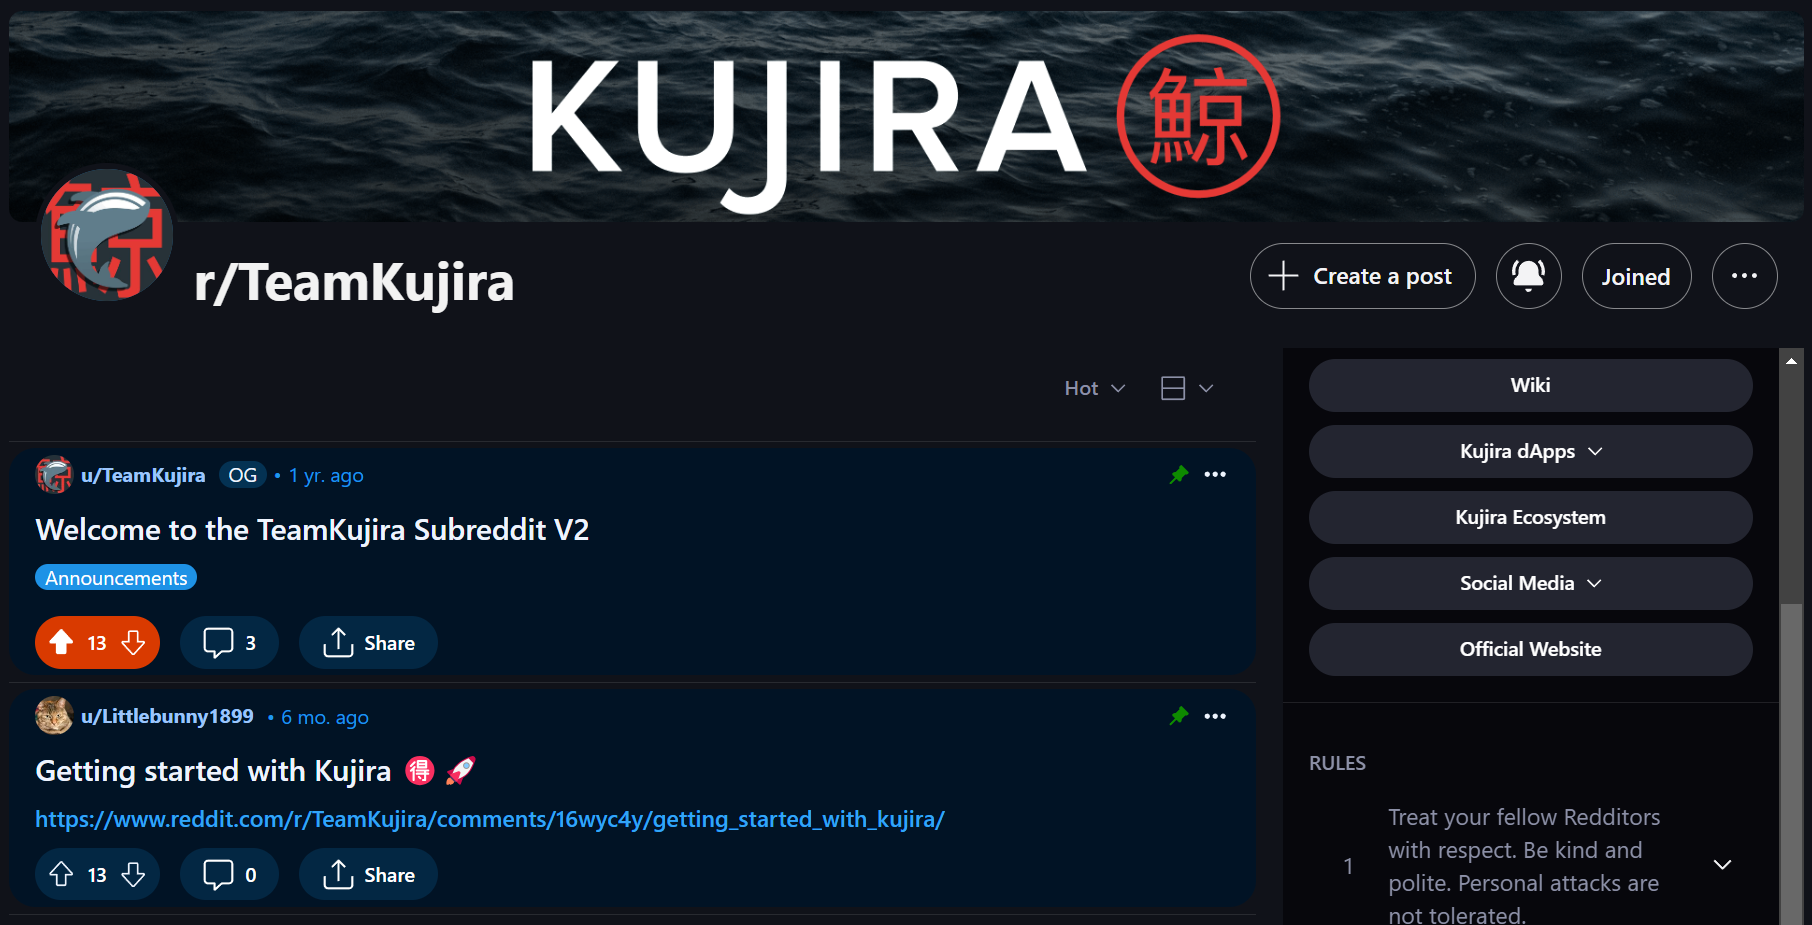 KUJIRA 鯨
r/TeamKujira
Create a post
Joined
Hot
u/TeamKujira OG • 1 yr. ago
Welcome to the TeamKujira Subreddit V2
Announcements
13
3
Share
u/Littlebunny1899 • 6 mo. ago
Getting started with Kujira 🉐 🚀
https://www.reddit.com/r/TeamKujira/comments/16wyc4y/getting_started_with_kujira/
13
0
Share
Wiki
Kujira dApps
Kujira Ecosystem
Social Media
Official Website
RULES
1
Treat your fellow Redditors
with respect. Be kind and
polite. Personal attacks are
not tolerated.